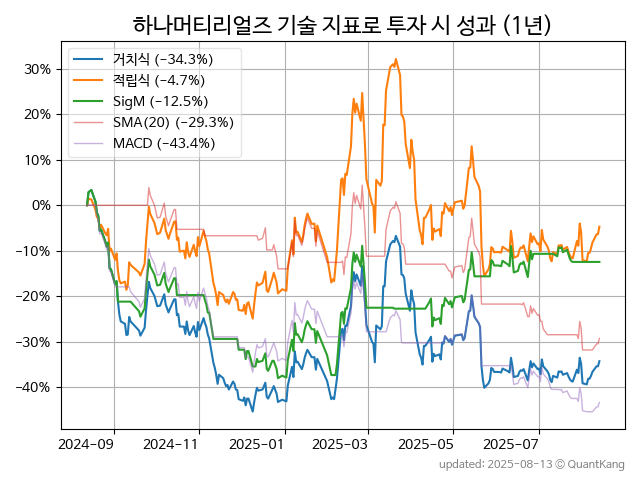 하나머티리얼즈 기술 지표로 투자 시 성과 (1년)
거치식 (−34.3%)
적립식 (−4.7%)
SigM (−12.5%)
SMA(20) (−29.3%)
MACD (−43.4%)
30%
20%
10%
0%
−10%
−20%
−30%
−40%
2024-09 2024-11 2025-01 2025-03 2025-05 2025-07
updated: 2025-08-13 ⓒ QuantKang